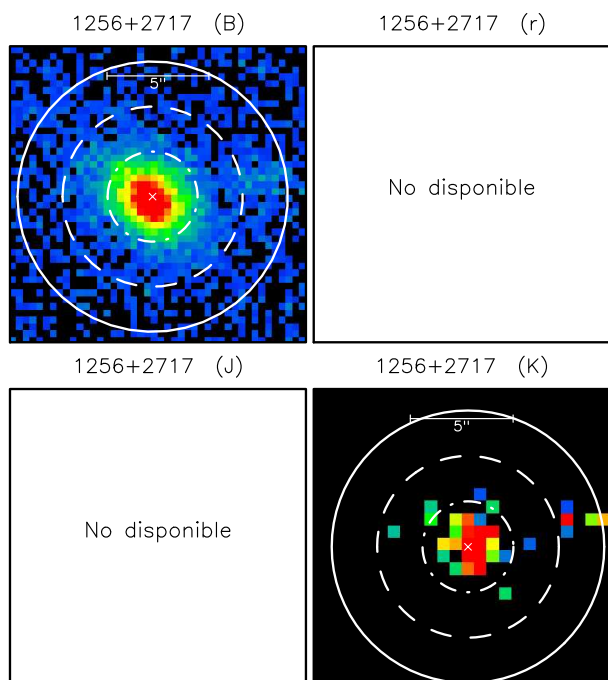 1256+2717 (B)
1256+2717 (r)
5"
No disponible
1256+2717 (J)
1256+2717 (K)
5"
No disponible